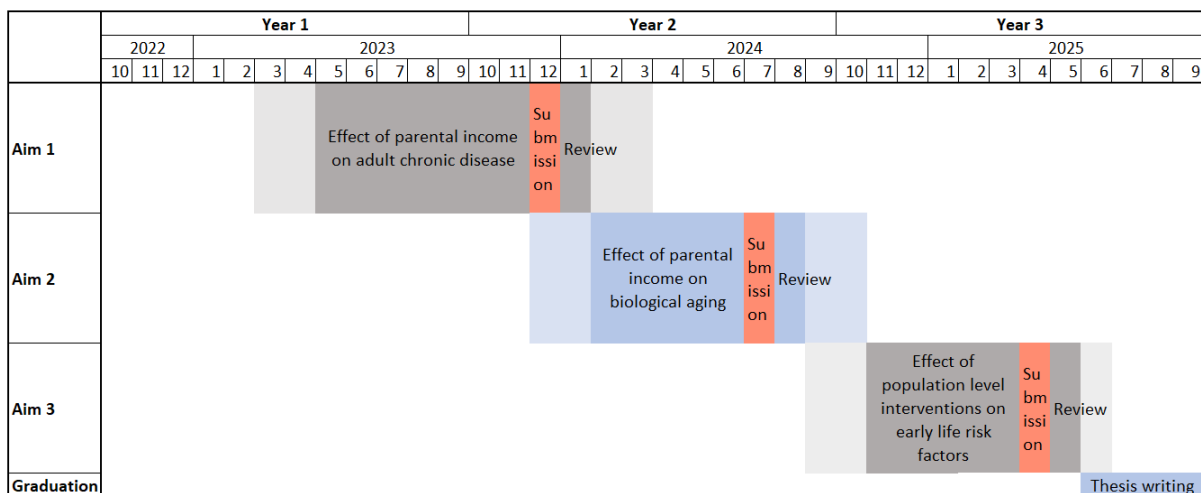 Year 1 Year 2 Year 3
2022 2023 2024 2025
10 11 12 1 2 3 4 5 6 7 8 9 10 11 12 1 2 3 4 5 6 7 8 9 10 11 12 1 2 3 4 5 6 7 8 9
Aim 1
Effect of parental income
on adult chronic disease
Su
bm
issi
on
Review
Aim 2
Effect of parental
income on
biological aging
Su
bm
issi
on
Review
Aim 3
Effect of
population level
interventions on
early life risk
factors
Su
bm
issi
on
Review
Graduation
Thesis writing